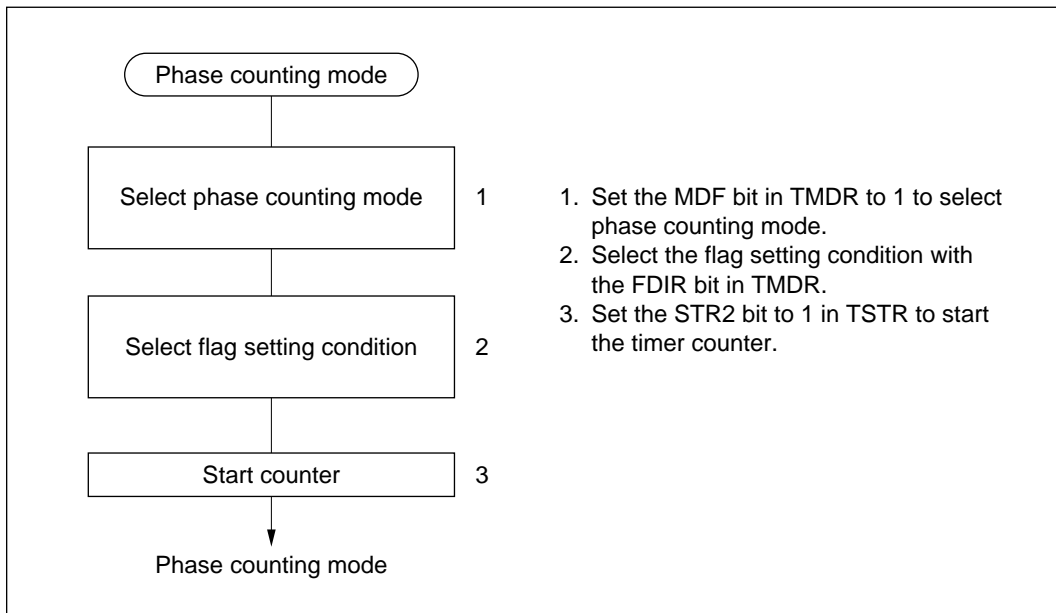 Phase counting mode
Select phase counting mode 1
Select flag setting condition 2
Start counter 3
Phase counting mode
1. Set the MDF bit in TMDR to 1 to select
phase counting mode.
2. Select the flag setting condition with
the FDIR bit in TMDR.
3. Set the STR2 bit to 1 in TSTR to start
the timer counter.